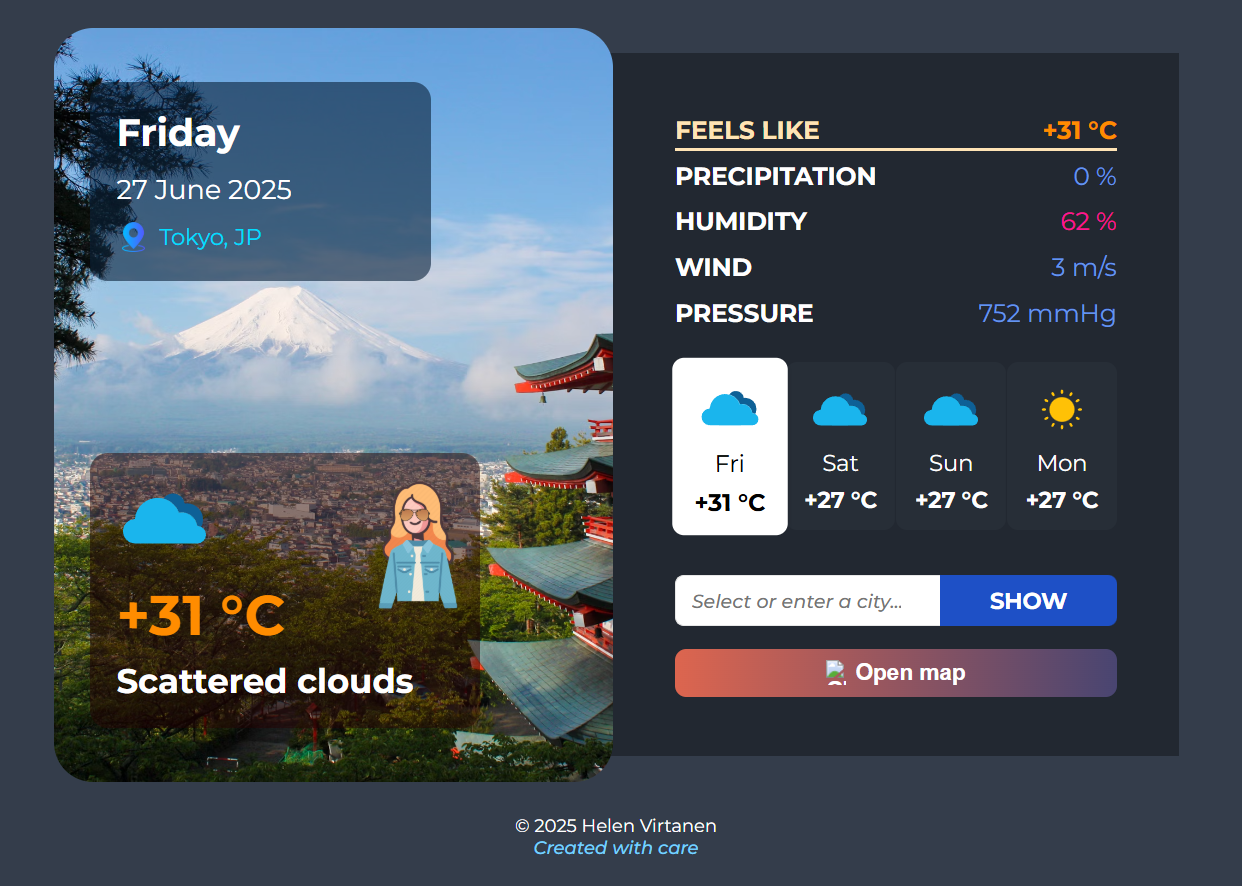 Friday
27 June 2025
Tokyo, JP
+31 °C
Scattered clouds
FEELS LIKE +31 °C
PRECIPITATION 0 %
HUMIDITY 62 %
WIND 3 m/s
PRESSURE 752 mmHg
Fri Sat Sun Mon
+31 °C +27 °C +27 °C +27 °C
Select or enter a city... SHOW
Open map
© 2025 Helen Virtanen
Created with care